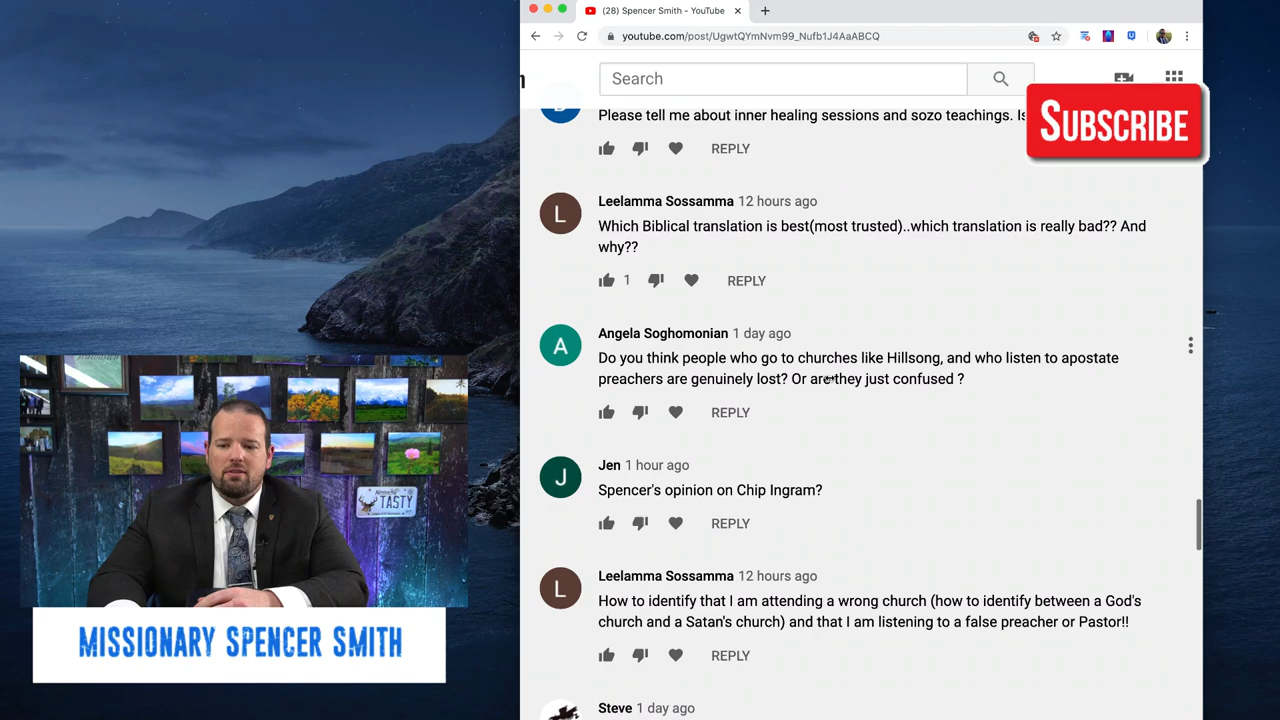 (28) Spencer Smith - YouTube
youtube.com/post/UgwtQYmNvm99_Nufb1J4AaABCQ
Search
SUBSCRIBE
Please tell me about inner healing sessions and sozo teachings. Is
REPLY
Leelamma Sossamma 12 hours ago
Which Biblical translation is best(most trusted)..which translation is really bad?? And
why??
1 REPLY
Angela Soghomonian 1 day ago
Do you think people who go to churches like Hillsong, and who listen to apostate
preachers are genuinely lost? Or are they just confused ?
REPLY
Jen 1 hour ago
Spencer's opinion on Chip Ingram?
REPLY
Leelamma Sossamma 12 hours ago
How to identify that I am attending a wrong church (how to identify between a God's
church and a Satan's church) and that I am listening to a false preacher or Pastor!!
REPLY
Steve 1 day ago
A
J
L
L
TASTY
MISSIONARY SPENCER SMITH